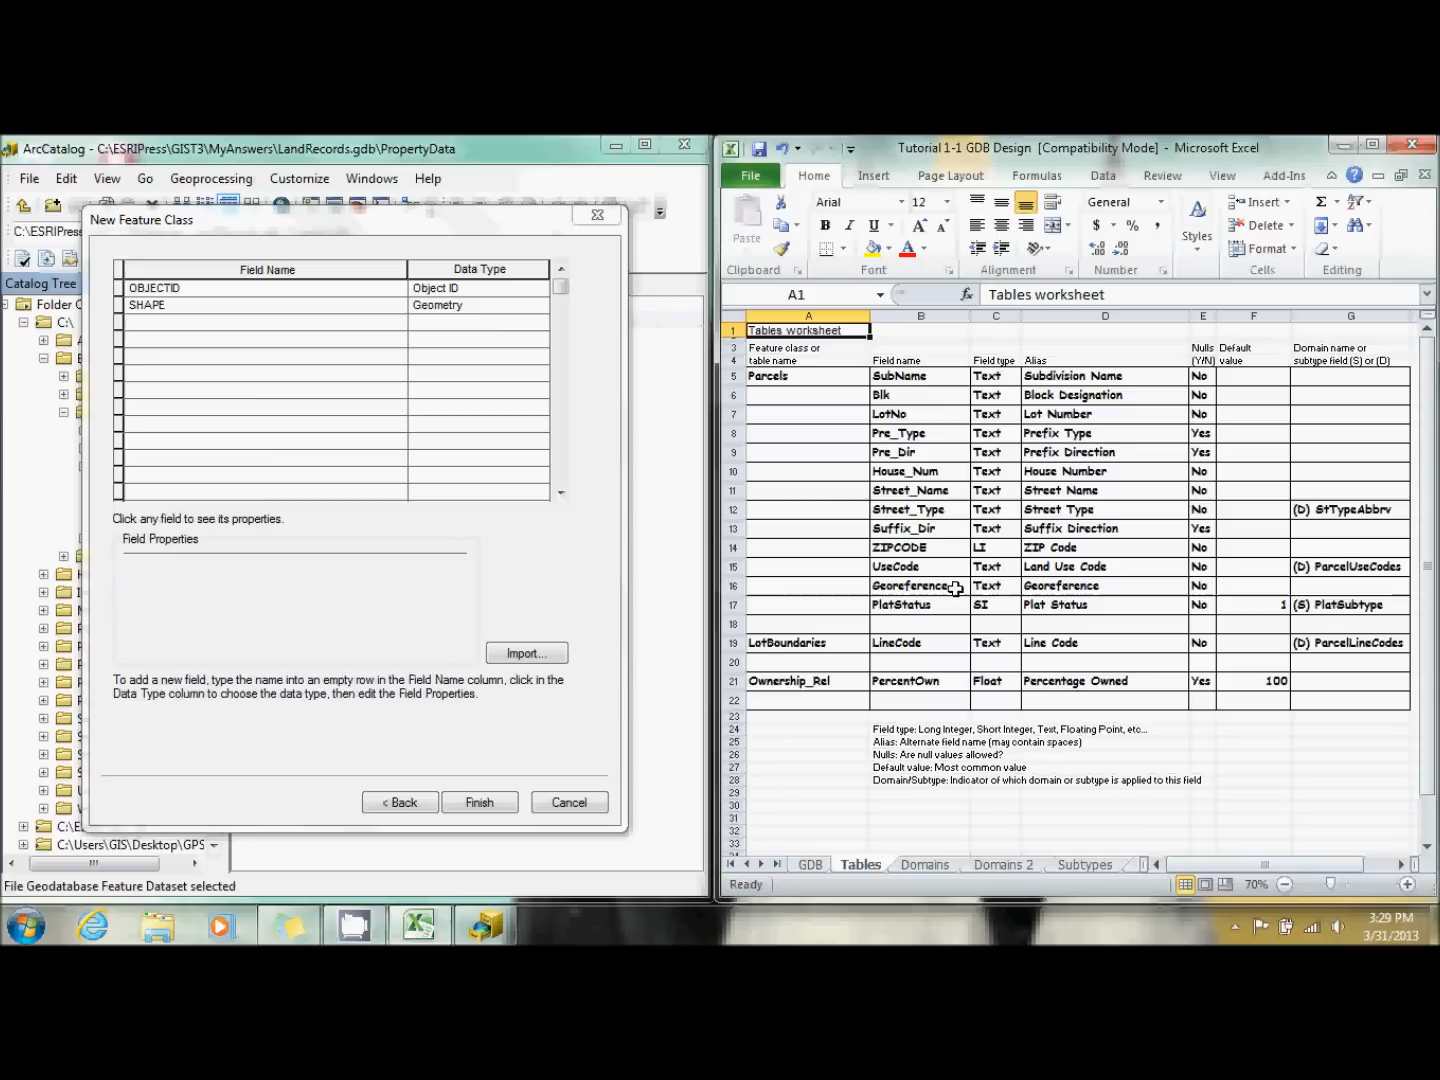 ArcCatalog - C:\ESRIPress\GIST3\MyAnswers\LandRecords.gdb\PropertyData
File Edit View Go Geoprocessing Customize Windows Help
C:\ESRIPress
Catalog Tree
Folder C
C:\
C:\E
C:\Users\GIS\Desktop\GPS
File Geodatabase Feature Dataset selected
New Feature Class
Field Name Data Type
OBJECTID Object ID
SHAPE Geometry
Click any field to see its properties.
Field Properties
Import...
To add a new field, type the name into an empty row in the Field Name column, click in the
Data Type column to choose the data type, then edit the Field Properties.
< Back Finish Cancel
Tutorial 1-1 GDB Design [Compatibility Mode] - Microsoft Excel
File Home Insert Page Layout Formulas Data Review View Add-Ins
Paste
Arial 12
B I U
General
$ % ,
Styles
Insert
Delete
Format
Clipboard Font Alignment Number Cells Editing
A1 fx Tables worksheet
A B C D E F G
1 Tables worksheet
3 Feature class or Nulls Default Domain name or
4 table name Field name Field type Alias (Y/N) value subtype field (S) or (D)
5 Parcels SubName Text Subdivision Name No
6 Blk Text Block Designation No
7 LotNo Text Lot Number No
8 Pre_Type Text Prefix Type Yes
9 Pre_Dir Text Prefix Direction Yes
10 House_Num Text House Number No
11 Street_Name Text Street Name No
12 Street_Type Text Street Type No (D) StTypeAbbrv
13 Suffix_Dir Text Suffix Direction Yes
14 ZIPCODE LI ZIP Code No
15 UseCode Text Land Use Code No (D) ParcelUseCodes
16 Georeference Text Georeference No
17 PlatStatus SI Plat Status No 1 (S) PlatSubtype
18
19 LotBoundaries LineCode Text Line Code No (D) ParcelLineCodes
20
21 Ownership_Rel PercentOwn Float Percentage Owned Yes 100
22
23
24 Field type: Long Integer, Short Integer, Text, Floating Point, etc...
25 Alias: Alternate field name (may contain spaces)
26 Nulls: Are null values allowed?
27 Default value: Most common value
28 Domain/Subtype: Indicator of which domain or subtype is applied to this field
29
30
31
32
33
GDB Tables Domains Domains 2 Subtypes
Ready 70%
3:29 PM
3/31/2013